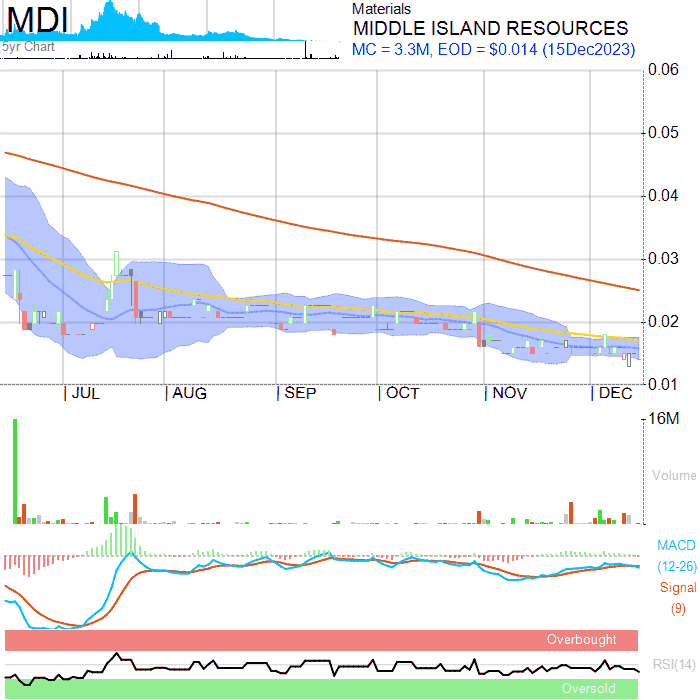 MDI
5yr Chart
Materials
MIDDLE ISLAND RESOURCES
MC = 3.3M, EOD = $0.014 (15Dec2023)
0.06
0.05
0.04
0.03
0.02
0.01
JUL AUG SEP OCT NOV DEC
16M
Volume
MACD
(12-26)
Signal
(9)
Overbought
RSI(14)
Oversold